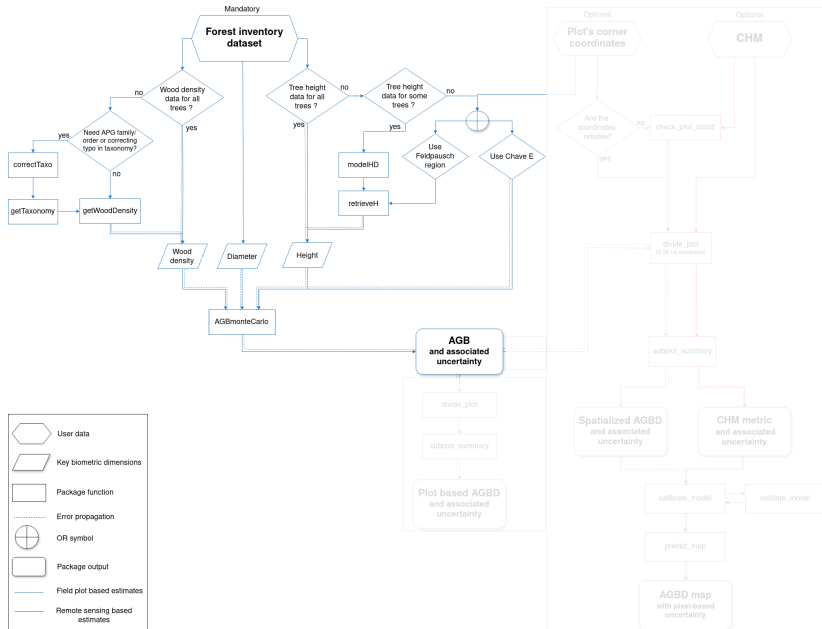 Mandatory
Forest inventory
dataset
Optional
Plot's corner
coordinates
Optional
CHM
no
Wood density
data for all
trees ?
yes
Tree height
data for all
trees ?
no
yes
Tree height
data for some
trees ?
no
yes
yes
Need APG family/
order or correcting
typo in taxonomy?
no
correctTaxo
getTaxonomy
getWoodDensity
modelHD
retrieveH
Use
Feldpausch
region
Use Chave E
Are the
coordinates
reliable?
no
yes
check_plot_coord
Wood
density
Diameter
Height
divide_plot
(0.25 ha resolution)
AGBmonteCarlo
AGB
and associated
uncertainty
subplot_summary
divide_plot
subplot_summary
Plot based AGBD
and associated
uncertainty
Spatialized AGBD
and associated
uncertainty
CHM metric
and associated
uncertainty
calibrate_model
validate_model
predict_map
AGBD map
with pixel-based
uncertainty
User data
Key biometric dimensions
Package function
Error propagation
OR symbol
Package output
Field plot based estimates
Remote sensing based
estimates